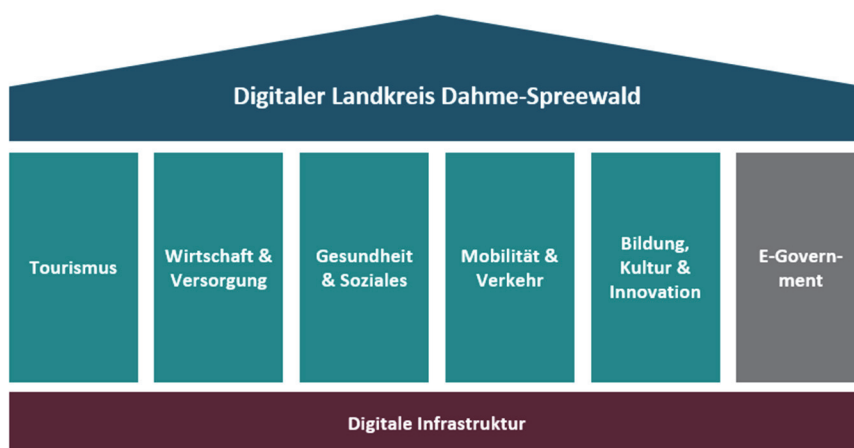 Digitaler Landkreis Dahme-Spreewald
Tourismus
Wirtschaft &
Versorgung
Gesundheit
& Soziales
Mobilität &
Verkehr
Bildung,
Kultur &
Innovation
E-Govern-
ment
Digitale Infrastruktur